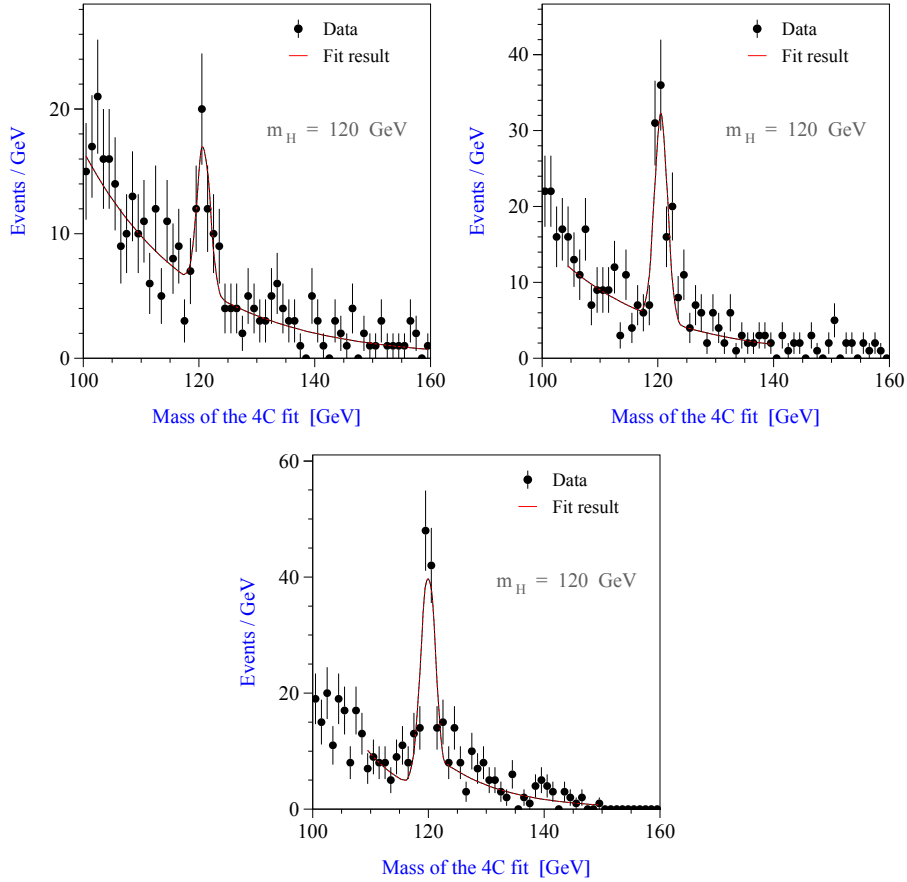 Data
Fit result
m_H = 120 GeV
Events / GeV
20
10
0
100 120 140 160
Mass of the 4C fit [GeV]
Data
Fit result
m_H = 120 GeV
Events / GeV
40
30
20
10
0
100 120 140 160
Mass of the 4C fit [GeV]
Data
Fit result
m_H = 120 GeV
Events / GeV
60
40
20
0
100 120 140 160
Mass of the 4C fit [GeV]